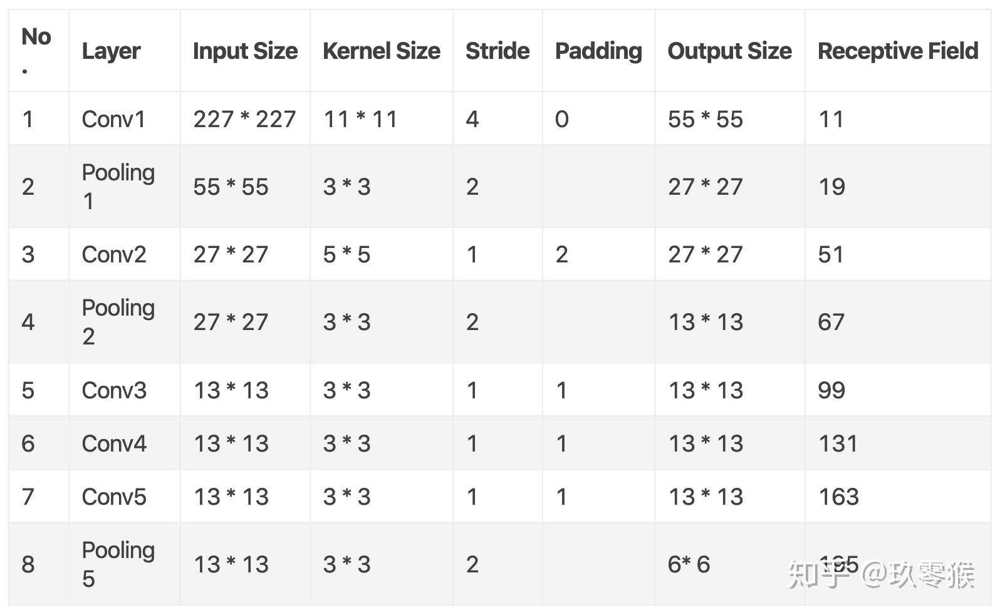 No. Layer Input Size Kernel Size Stride Padding Output Size Receptive Field
1 Conv1 227 * 227 11 * 11 4 0 55 * 55 11
2 Pooling 1 55 * 55 3 * 3 2 27 * 27 19
3 Conv2 27 * 27 5 * 5 1 2 27 * 27 51
4 Pooling 2 27 * 27 3 * 3 2 13 * 13 67
5 Conv3 13 * 13 3 * 3 1 1 13 * 13 99
6 Conv4 13 * 13 3 * 3 1 1 13 * 13 131
7 Conv5 13 * 13 3 * 3 1 1 13 * 13 163
8 Pooling 5 13 * 13 3 * 3 2 6* 6 195
知乎 @玖零猴